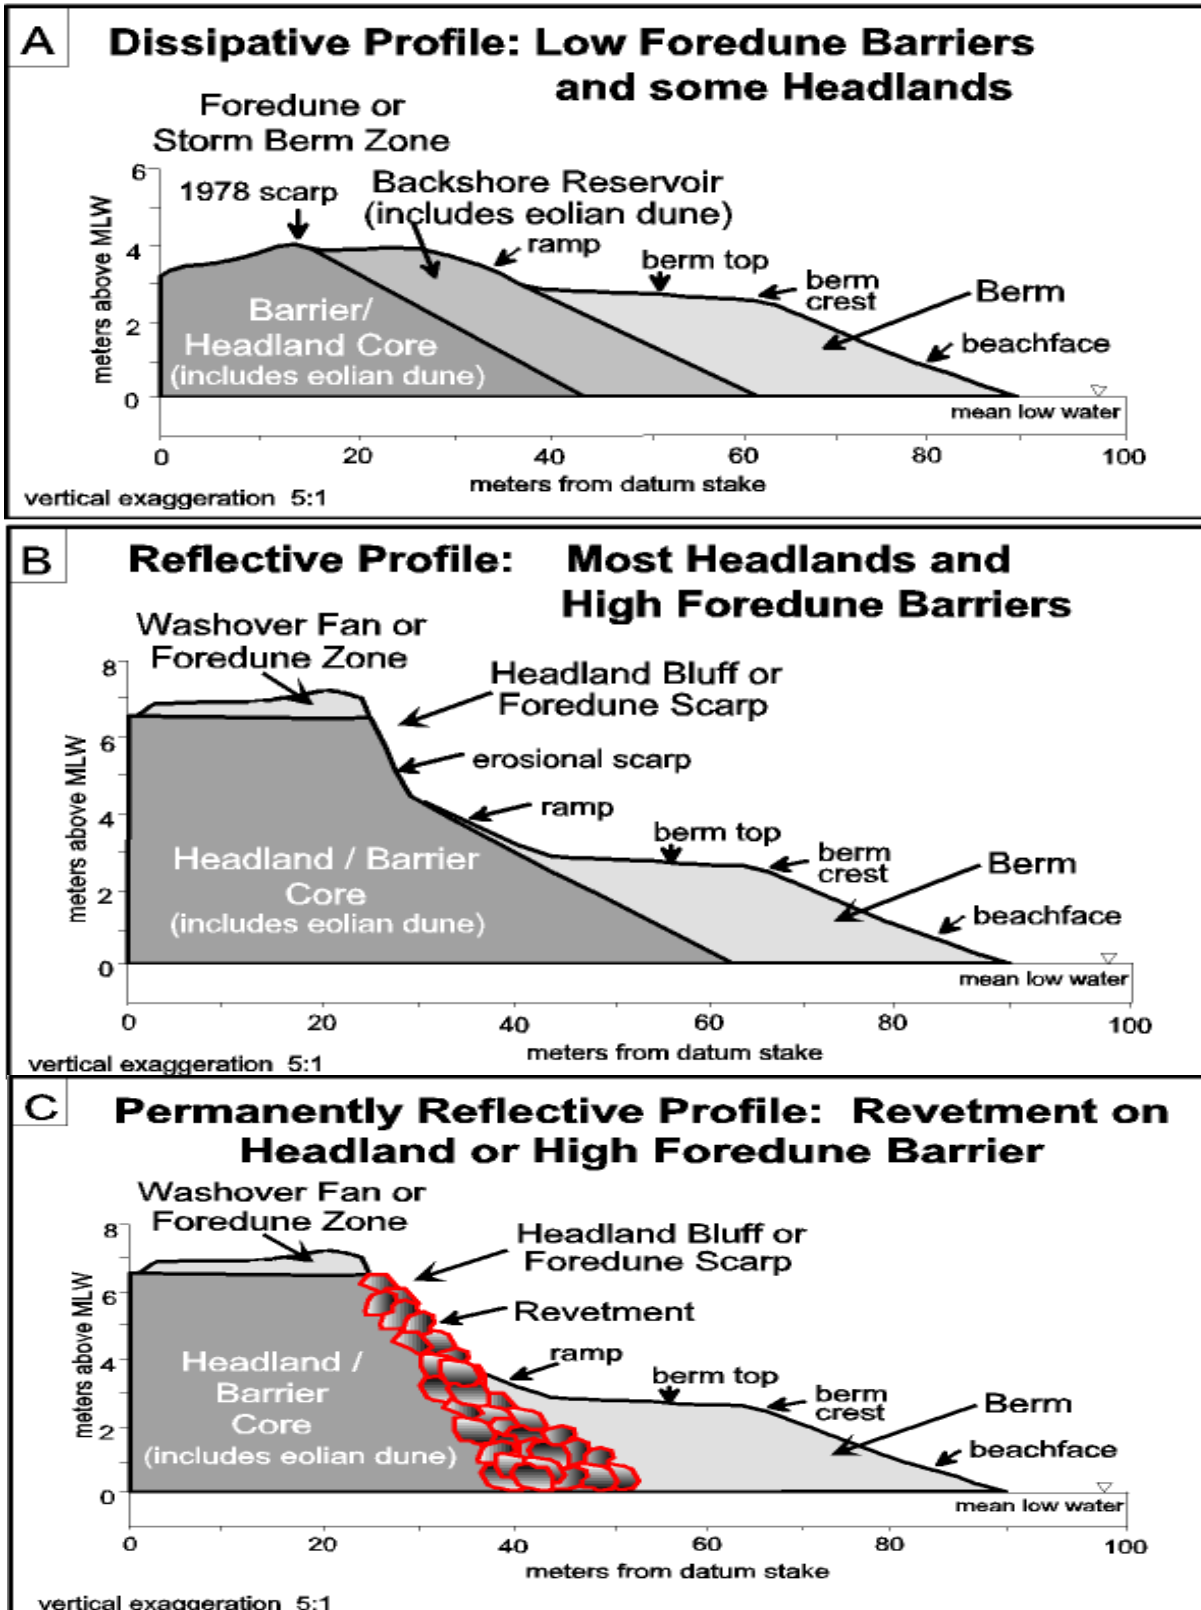 A
Dissipative Profile: Low Foredune Barriers
and some Headlands
Foredune or
Storm Berm Zone
1978 scarp
Backshore Reservoir
(includes eolian dune)
ramp
berm top
berm
crest
Berm
beachface
Barrier/
Headland Core
(includes eolian dune)
meters above MLW
6
4
2
0
mean low water
0 20 40 60 80 100
meters from datum stake
vertical exaggeration 5:1
B
Reflective Profile: Most Headlands and
High Foredune Barriers
Washover Fan or
Foredune Zone
Headland Bluff or
Foredune Scarp
erosional scarp
ramp
berm top
berm
crest
Berm
beachface
Headland / Barrier
Core
(includes eolian dune)
meters above MLW
8
6
4
2
0
mean low water
0 20 40 60 80 100
meters from datum stake
vertical exaggeration 5:1
C
Permanently Reflective Profile: Revetment on
Headland or High Foredune Barrier
Washover Fan or
Foredune Zone
Headland Bluff or
Foredune Scarp
Revetment
ramp
berm top
berm
crest
Berm
beachface
Headland /
Barrier
Core
(includes eolian dune)
meters above MLW
8
6
4
2
0
mean low water
0 20 40 60 80 100
meters from datum stake
vertical exaggeration 5:1